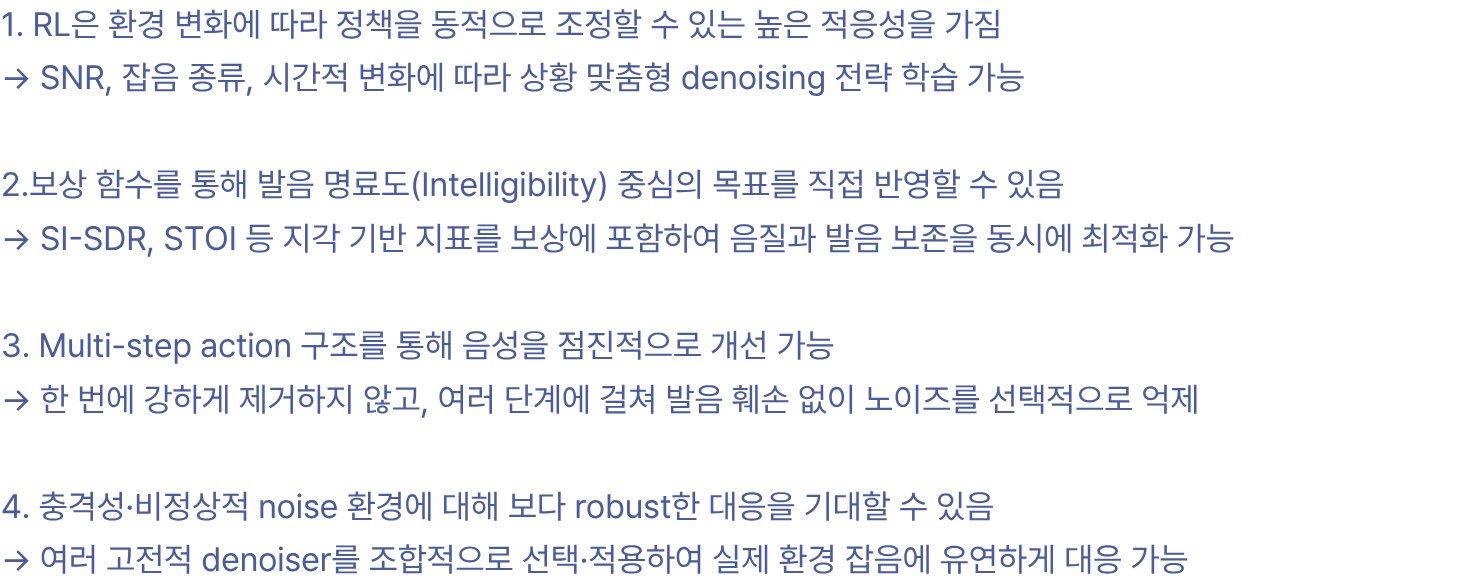 1. RL은 환경 변화에 따라 정책을 동적으로 조정할 수 있는 높은 적응성을 가짐
→ SNR, 잡음 종류, 시간적 변화에 따라 상황 맞춤형 denoising 전략 학습 가능
2.보상 함수를 통해 발음 명료도(Intelligibility) 중심의 목표를 직접 반영할 수 있음
→ SI-SDR, STOI 등 지각 기반 지표를 보상에 포함하여 음질과 발음 보존을 동시에 최적화 가능
3. Multi-step action 구조를 통해 음성을 점진적으로 개선 가능
→ 한 번에 강하게 제거하지 않고, 여러 단계에 걸쳐 발음 훼손 없이 노이즈를 선택적으로 억제
4. 충격성·비정상적 noise 환경에 대해 보다 robust한 대응을 기대할 수 있음
→ 여러 고전적 denoiser를 조합적으로 선택·적용하여 실제 환경 잡음에 유연하게 대응 가능